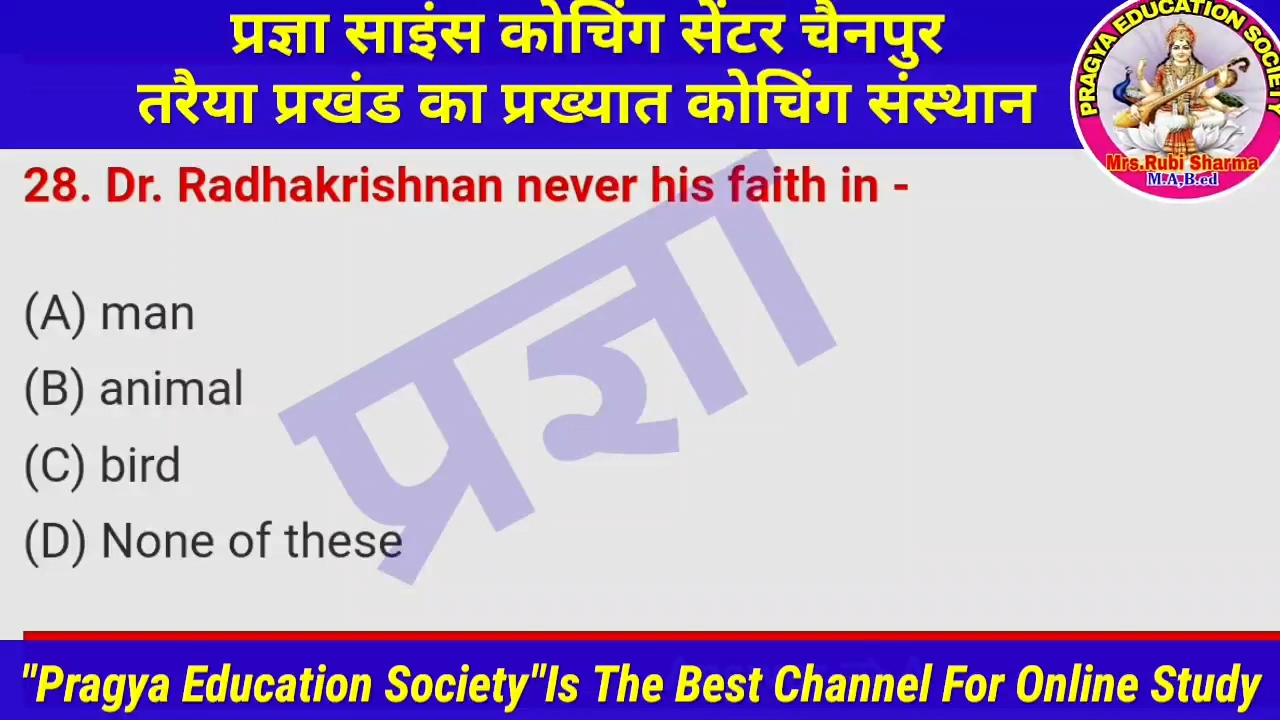 प्रज्ञा साइंस कोचिंग सेंटर चैनपुर
तरैया प्रखंड का प्रख्यात कोचिंग संस्थान
PRAGYA EDUCATION SOCIETY
Mrs.Rubi Sharma
M.A,B.ed
28. Dr. Radhakrishnan never his faith in -
प्रज्ञा
(A) man
(B) animal
(C) bird
(D) None of these
"Pragya Education Society"Is The Best Channel For Online Study